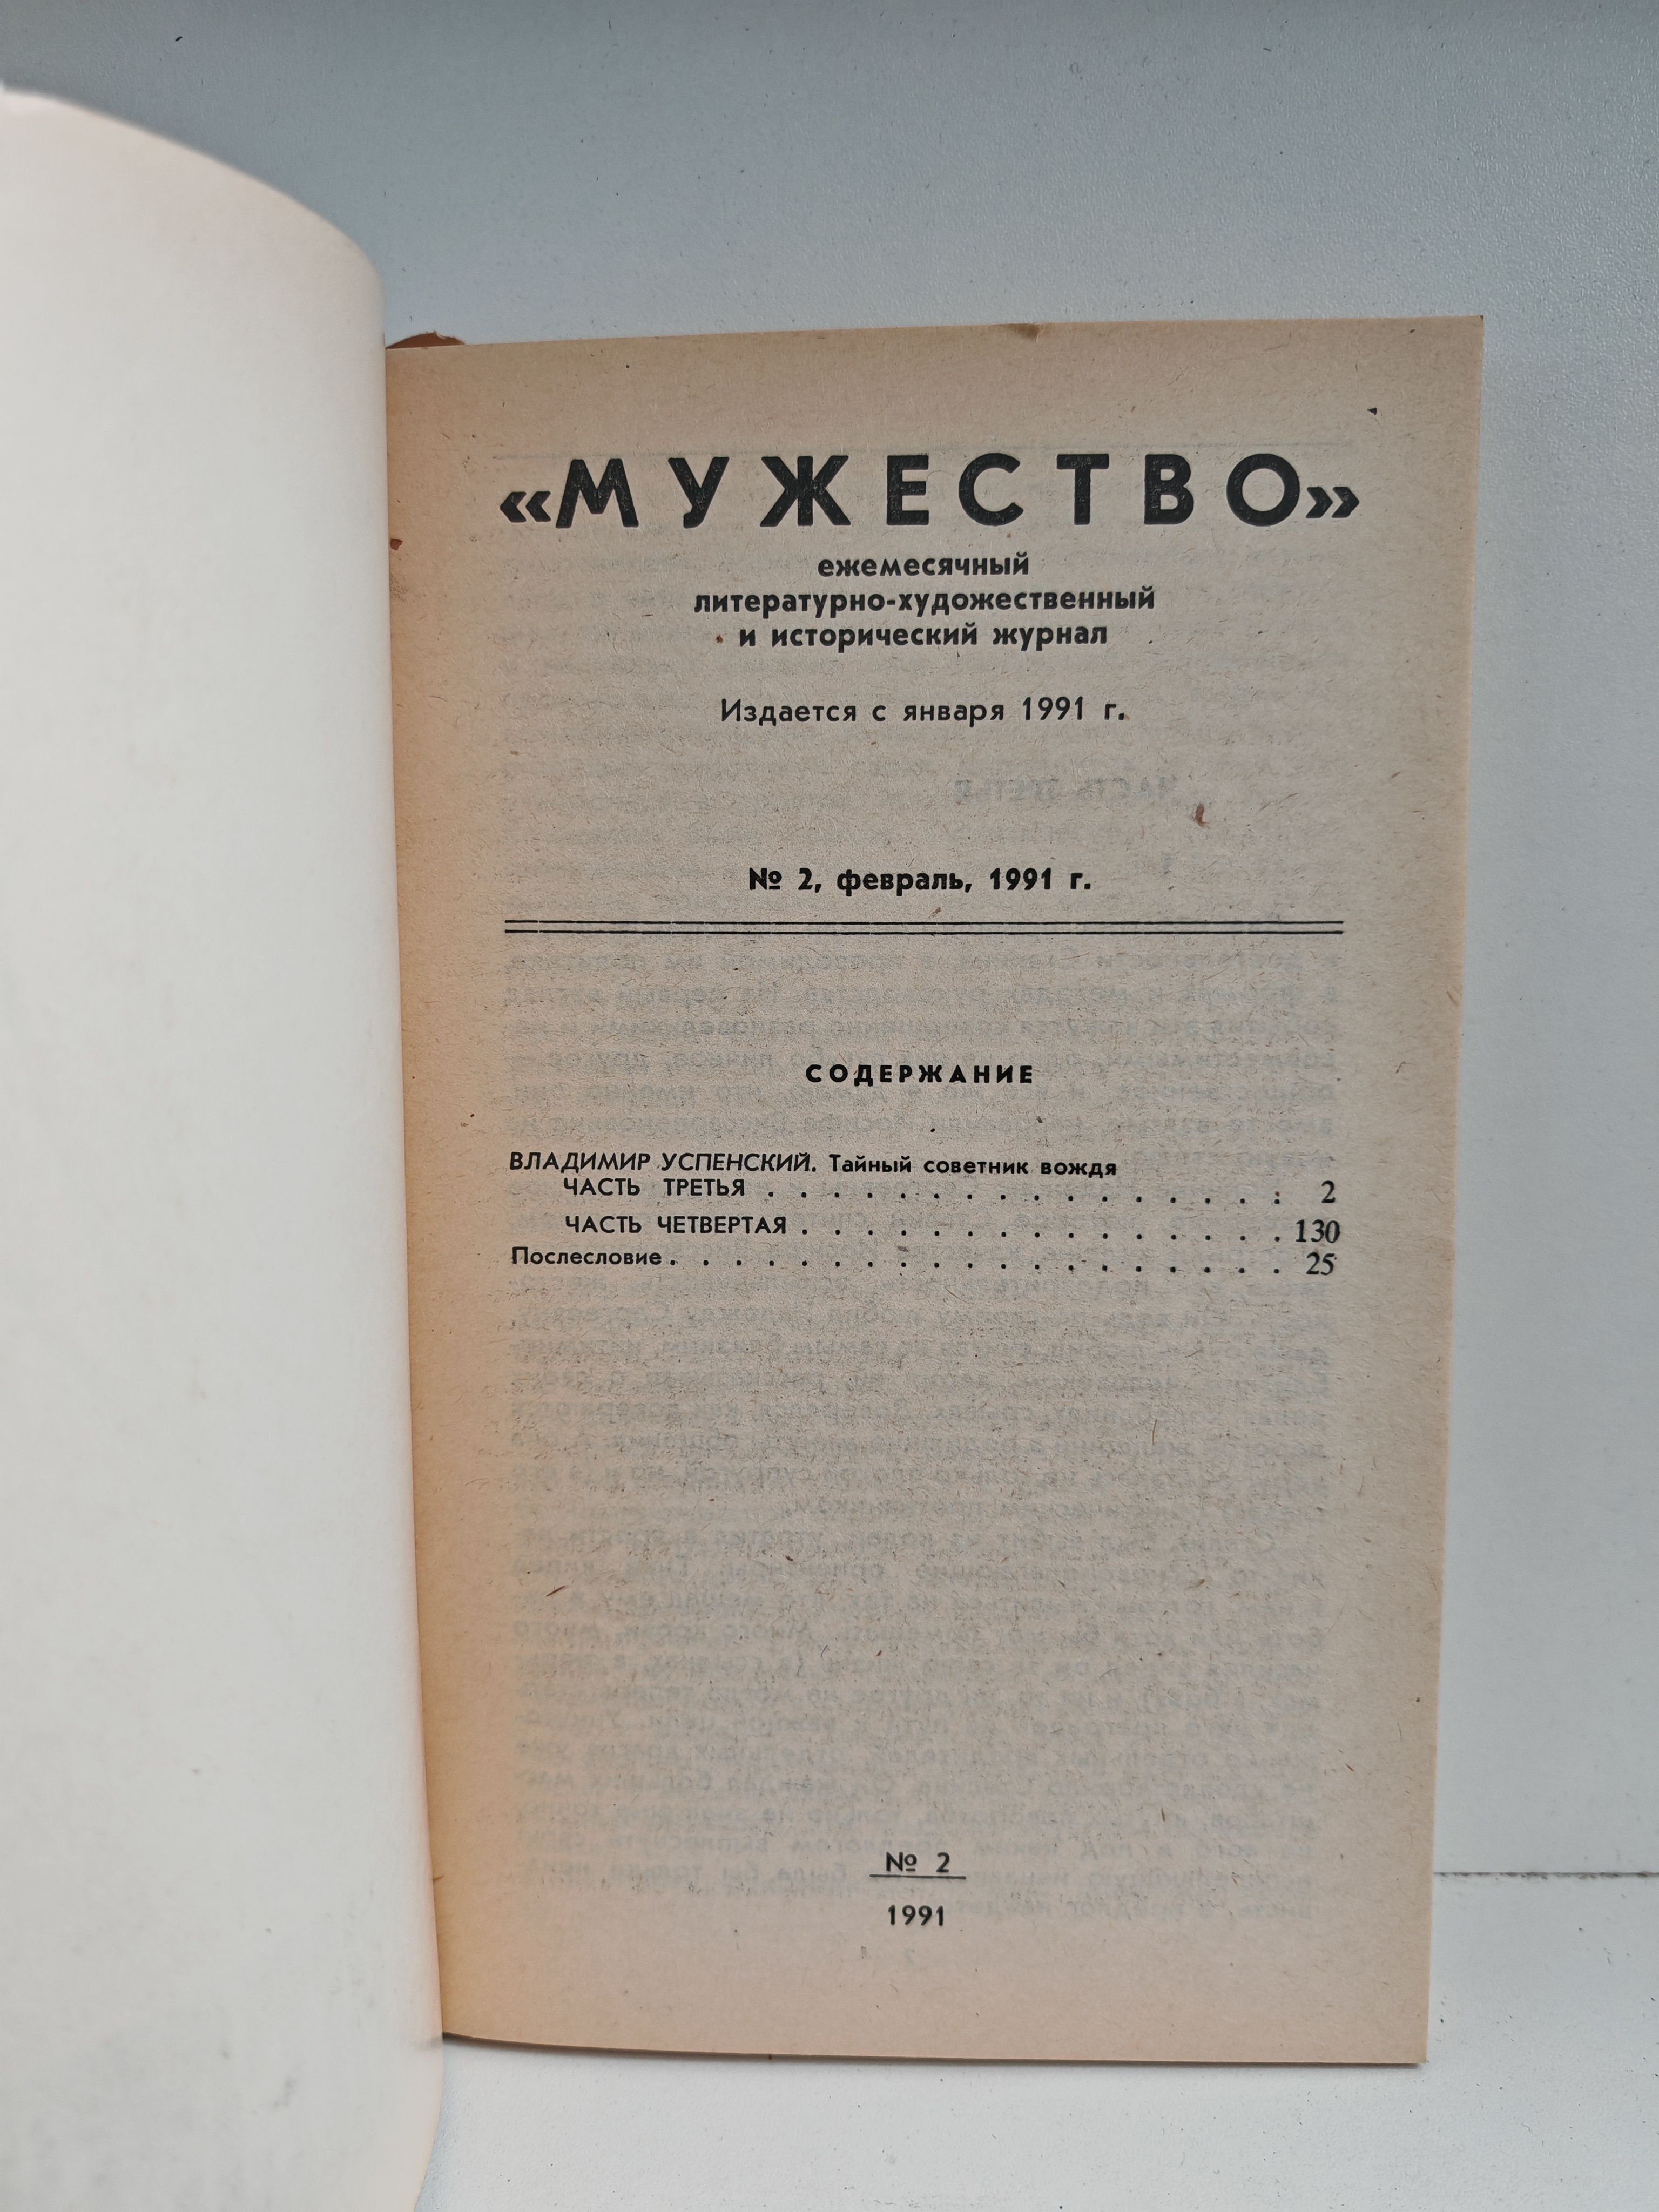 «МУЖЕСТВО»
ежемесячный
литературно-художественный
и исторический журнал
Издается с января 1991 г.
№ 2, февраль, 1991 г.
СОДЕРЖАНИЕ
ВЛАДИМИР УСПЕНСКИЙ. Тайный советник вождя
ЧАСТЬ ТРЕТЬЯ . . . . . . . . . . . . . . . . : 2
ЧАСТЬ ЧЕТВЕРТАЯ . . . . . . . . . . . . . . . 130
Послесловие . . . . . . . . . . . . . . . . . . . . 25
№ 2
1991